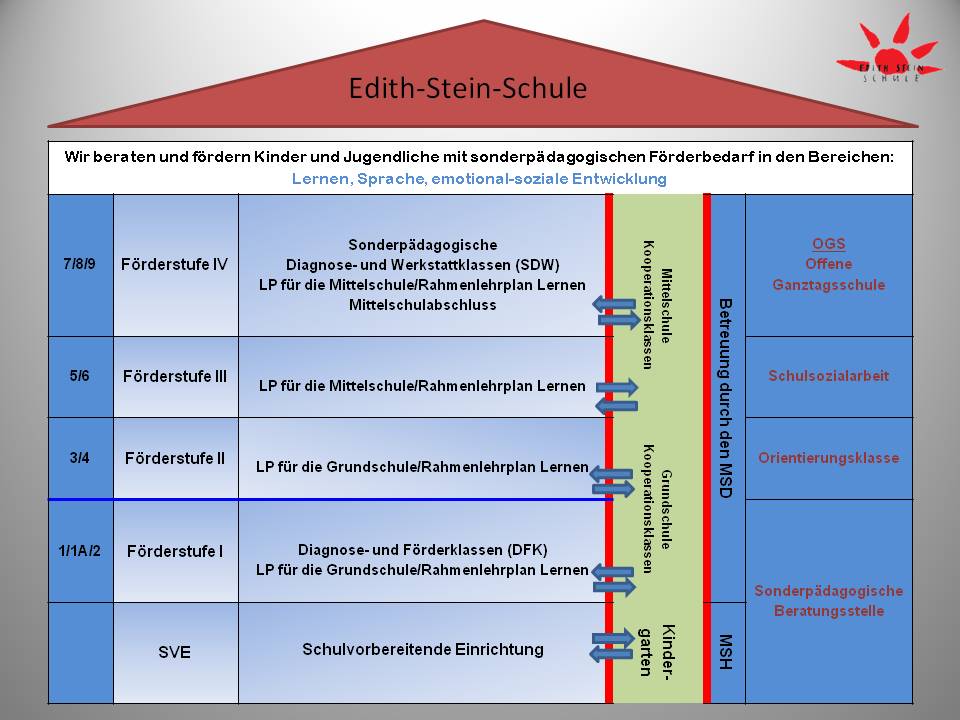 Edith-Stein-Schule
EDITH STEIN
SCHULE
Wir beraten und fördern Kinder und Jugendliche mit sonderpädagogischen Förderbedarf in den Bereichen:
Lernen, Sprache, emotional-soziale Entwicklung
7/8/9
Förderstufe IV
Sonderpädagogische
Diagnose- und Werkstattklassen (SDW)
LP für die Mittelschule/Rahmenlehrplan Lernen
Mittelschulabschluss
Mittelschule
Kooperationsklassen
Betreuung durch den MSD
OGS
Offene
Ganztagsschule
5/6
Förderstufe III
LP für die Mittelschule/Rahmenlehrplan Lernen
Schulsozialarbeit
3/4
Förderstufe II
LP für die Grundschule/Rahmenlehrplan Lernen
Grundschule
Kooperationsklassen
Orientierungsklasse
1/1A/2
Förderstufe I
Diagnose- und Förderklassen (DFK)
LP für die Grundschule/Rahmenlehrplan Lernen
Sonderpädagogische
Beratungsstelle
SVE
Schulvorbereitende Einrichtung
Kinder-
garten
MSH